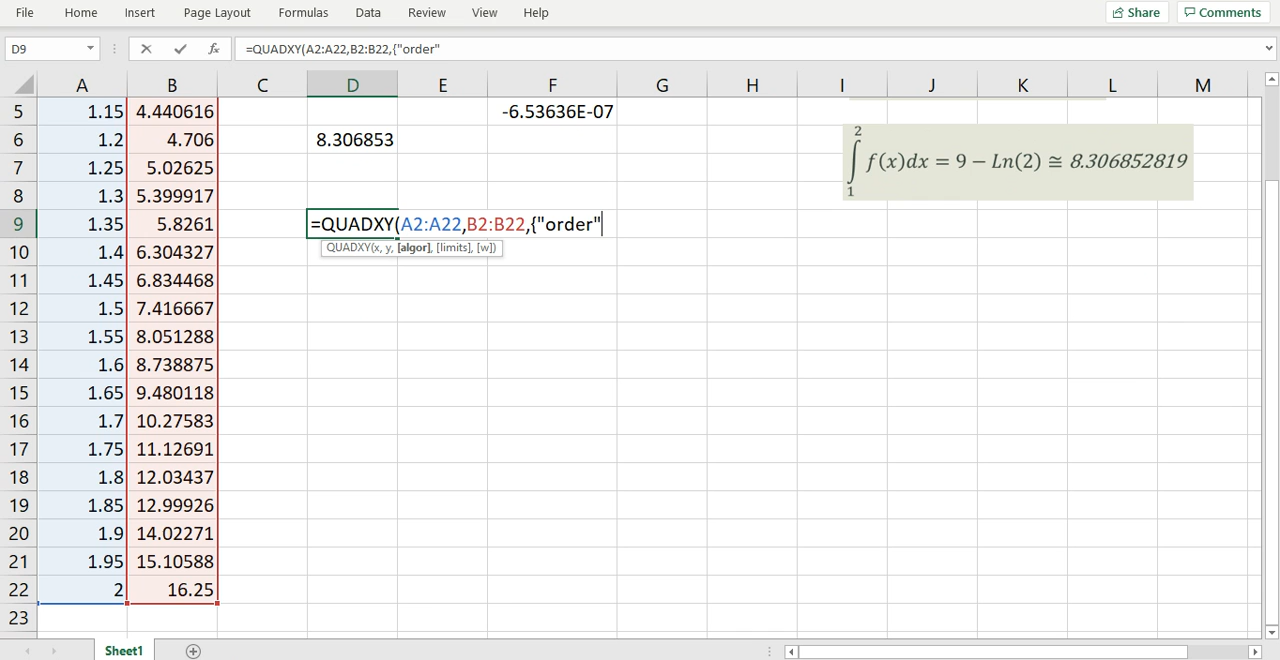 File Home Insert Page Layout Formulas Data Review View Help Share Comments
D9 fx =QUADXY(A2:A22,B2:B22,{"order"
A B C D E F G H I J K L M
5 1.15 4.440616 -6.53636E-07
6 1.2 4.706 8.306853
∫₁² f(x)dx = 9 − Ln(2) ≅ 8.306852819
7 1.25 5.02625
8 1.3 5.399917
9 1.35 5.8261 =QUADXY(A2:A22,B2:B22,{"order"
QUADXY(x, y, [algor], [limits], [w])
10 1.4 6.304327
11 1.45 6.834468
12 1.5 7.416667
13 1.55 8.051288
14 1.6 8.738875
15 1.65 9.480118
16 1.7 10.27583
17 1.75 11.12691
18 1.8 12.03437
19 1.85 12.99926
20 1.9 14.02271
21 1.95 15.10588
22 2 16.25
23
Sheet1